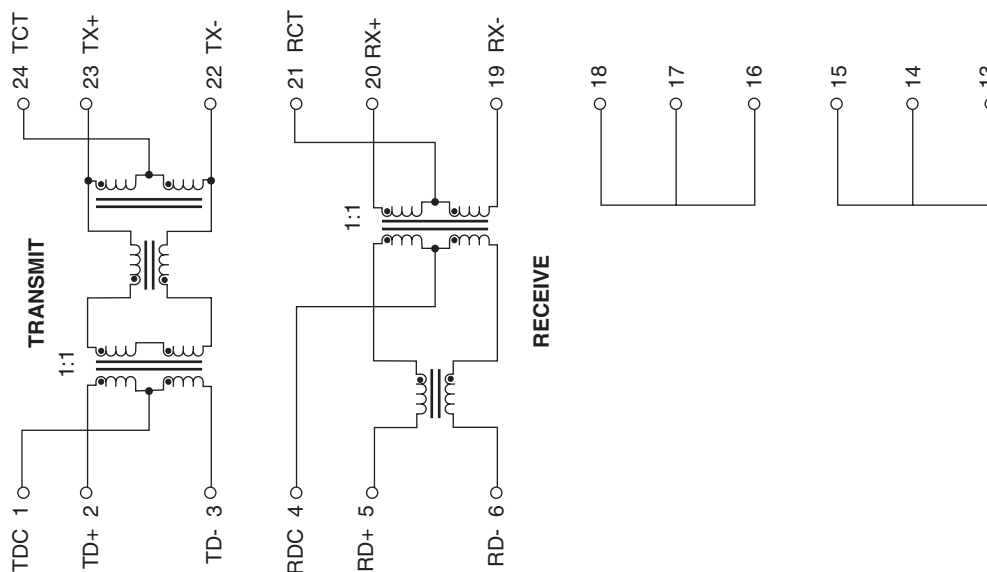 24 TCT
23 TX+
22 TX-
21 RCT
20 RX+
19 RX-
18
17
16
15
14
13
1:1
TRANSMIT
1:1
RECEIVE
TDC 1
TD+ 2
TD- 3
RDC 4
RD+ 5
RD- 6